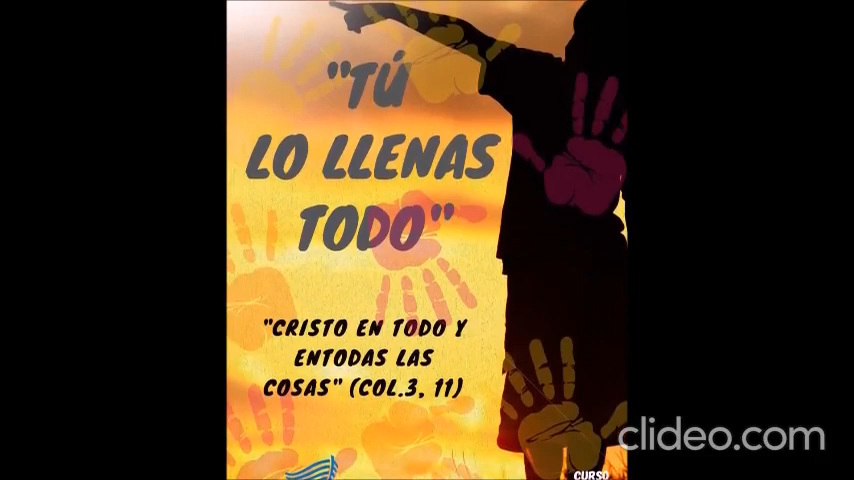 "TÚ
LO LLENAS
TODO"
"CRISTO EN TODO Y
ENTODAS LAS
COSAS" (COL.3, 11)
clideo.com
CURSO